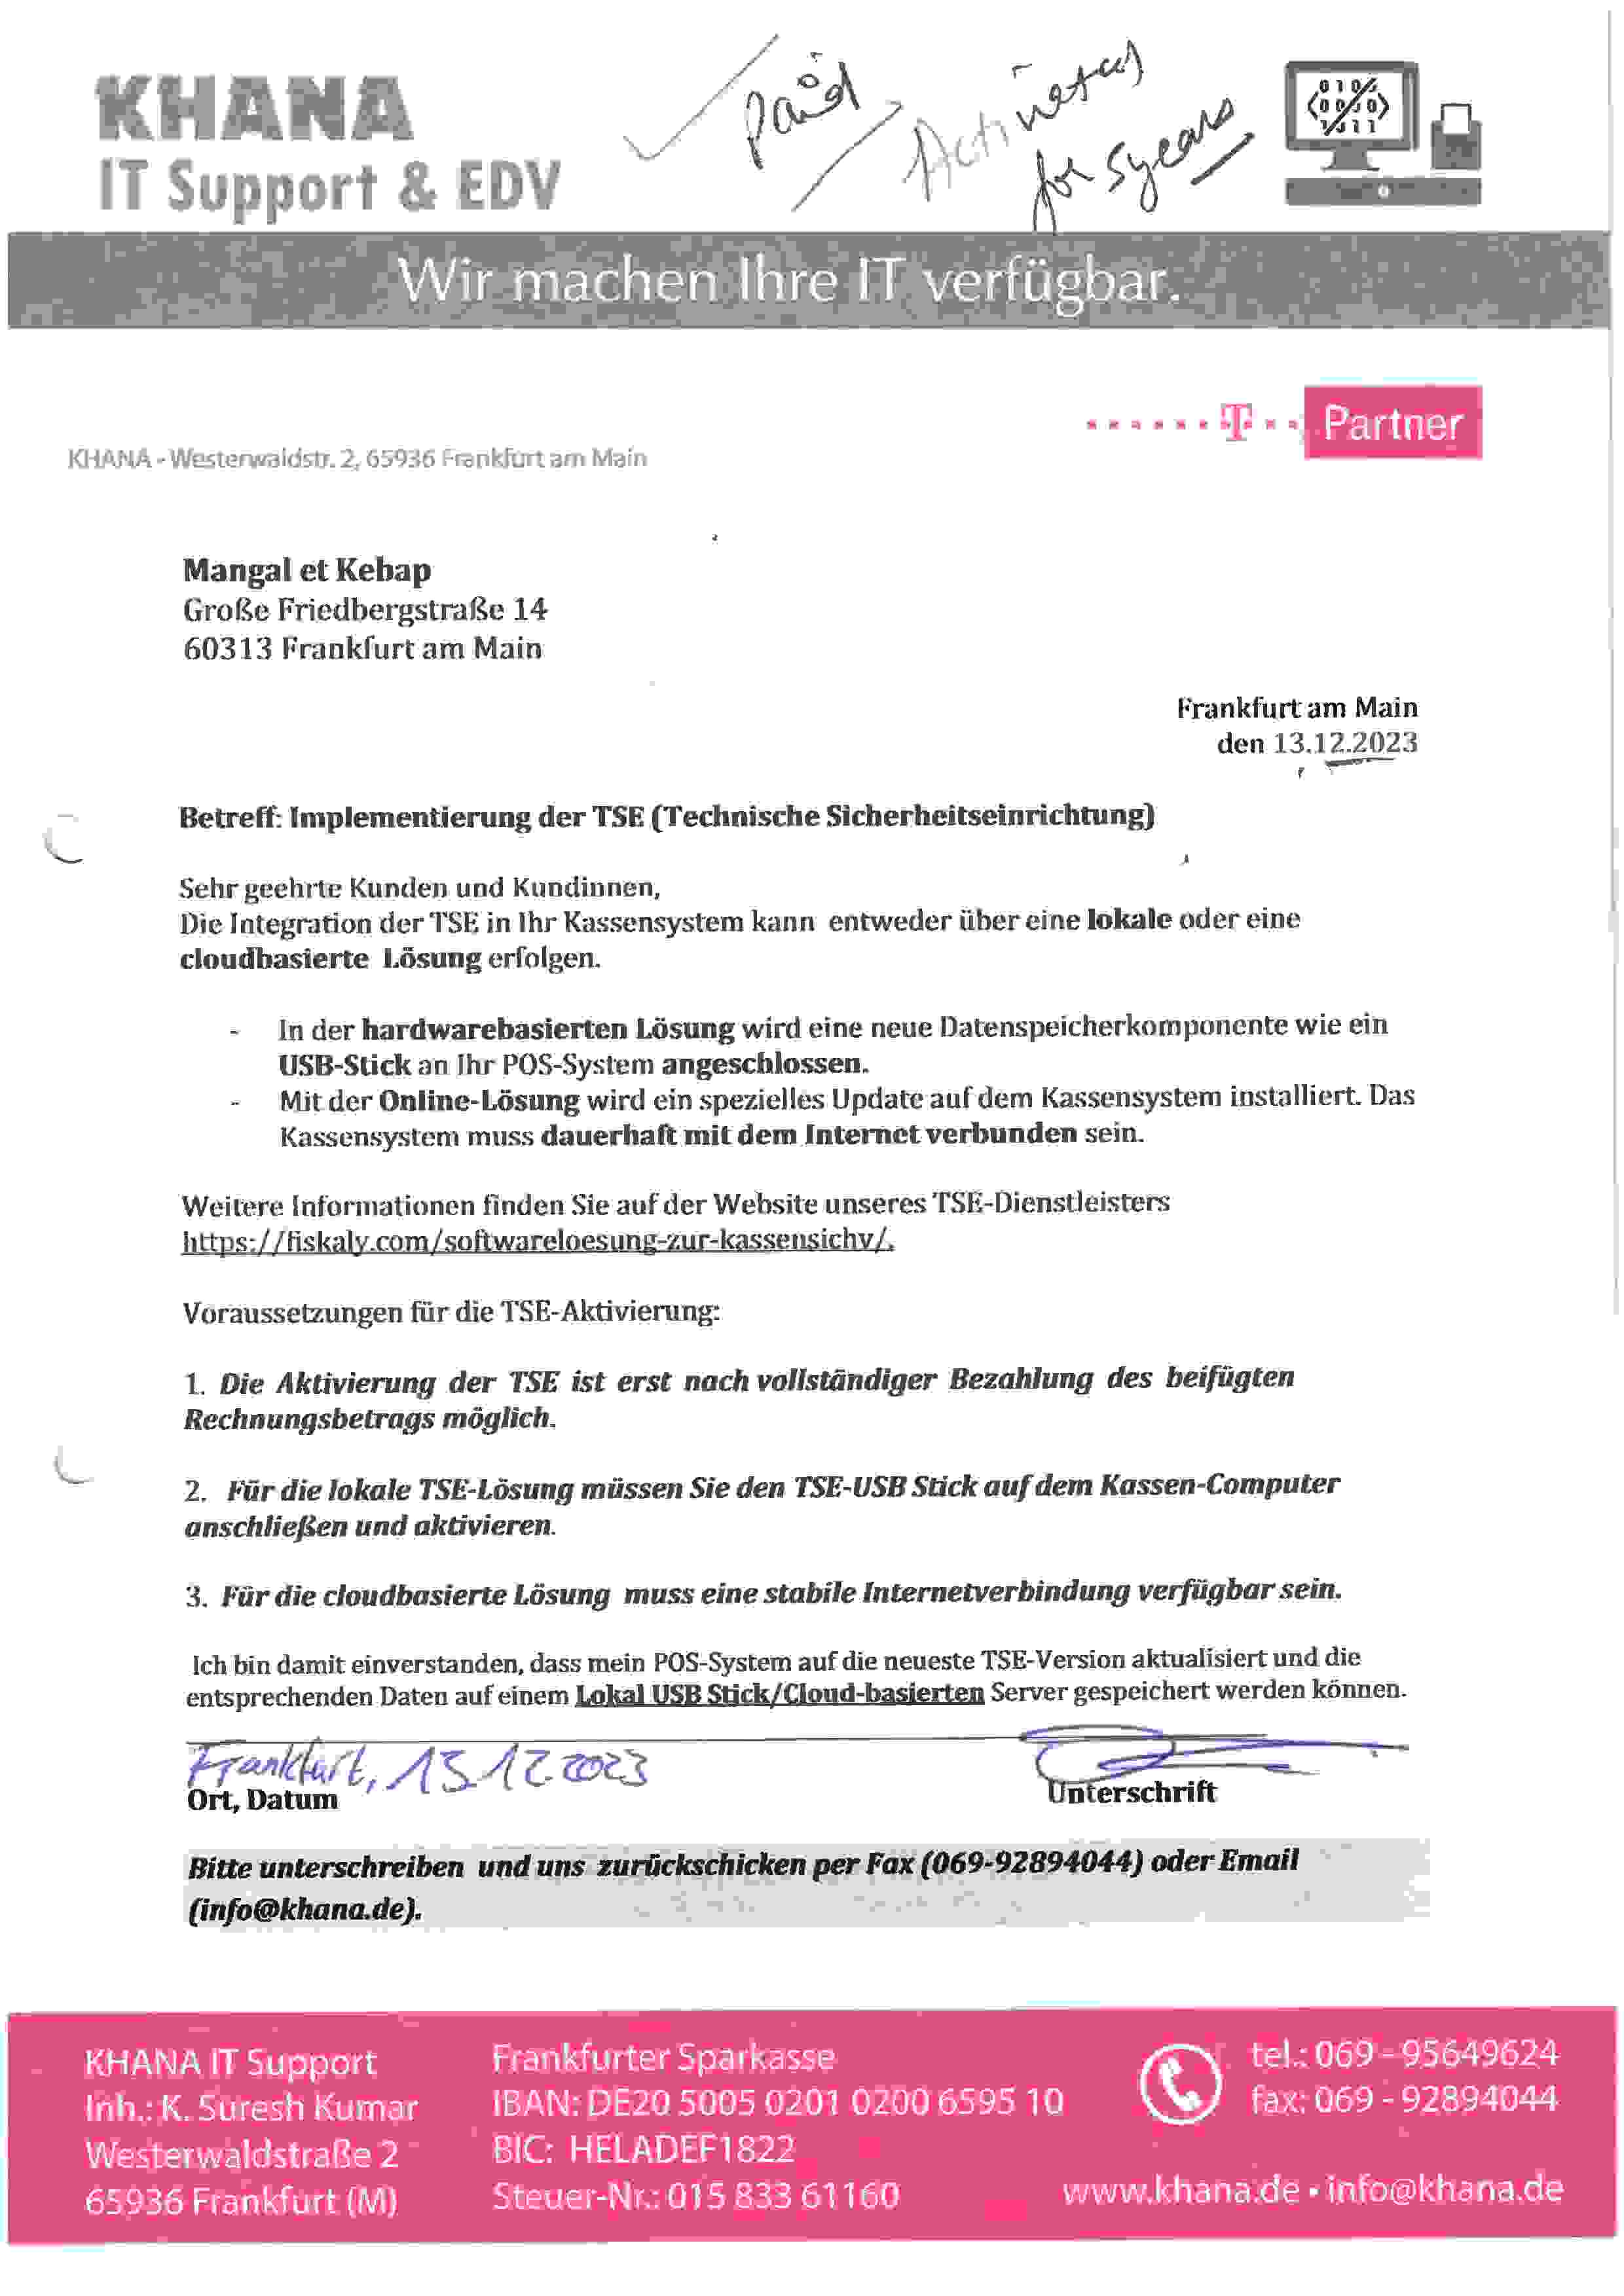 KHANA
IT Support & EDV
Paid
for 5 years
0101
1011
Wir machen Ihre IT verfügbar.
T Partner
KHANA - Westerwaldstr. 2, 65936 Frankfurt am Main
Mangal et Kebap
Große Friedbergstraße 14
60313 Frankfurt am Main
Frankfurt am Main
den 13.12.2023
Betreff: Implementierung der TSE (Technische Sicherheitseinrichtung)
Sehr geehrte Kunden und Kundinnen,
Die Integration der TSE in Ihr Kassensystem kann entweder über eine lokale oder eine
cloudbasierte Lösung erfolgen.
- In der hardwarebasierten Lösung wird eine neue Datenspeicherkomponente wie ein
USB-Stick an Ihr POS-System angeschlossen.
- Mit der Online-Lösung wird ein spezielles Update auf dem Kassensystem installiert. Das
Kassensystem muss dauerhaft mit dem Internet verbunden sein.
Weitere Informationen finden Sie auf der Website unseres TSE-Dienstleisters
https://fiskaly.com/softwareloesung-zur-kassensichv/.
Voraussetzungen für die TSE-Aktivierung:
1. Die Aktivierung der TSE ist erst nach vollständiger Bezahlung des beifügten
Rechnungsbetrags möglich.
2. Für die lokale TSE-Lösung müssen Sie den TSE-USB Stick auf dem Kassen-Computer
anschließen und aktivieren.
3. Für die cloudbasierte Lösung muss eine stabile Internetverbindung verfügbar sein.
Ich bin damit einverstanden, dass mein POS-System auf die neueste TSE-Version aktualisiert und die
entsprechenden Daten auf einem Lokal USB Stick/Cloud-basierten Server gespeichert werden können.
Frankfurt, 13.12.2023
Ort, Datum
Unterschrift
Bitte unterschreiben und uns zurückschicken per Fax (069-92894044) oder Email
(info@khana.de).
KHANA IT Support
Inh.: K. Suresh Kumar
Westerwaldstraße 2
65936 Frankfurt (M)
Frankfurter Sparkasse
IBAN: DE20 5005 0201 0200 6595 10
BIC: HELADEF1822
Steuer-Nr.: 015 833 61160
tel.: 069 - 95649624
fax: 069 - 92894044
www.khana.de • info@khana.de